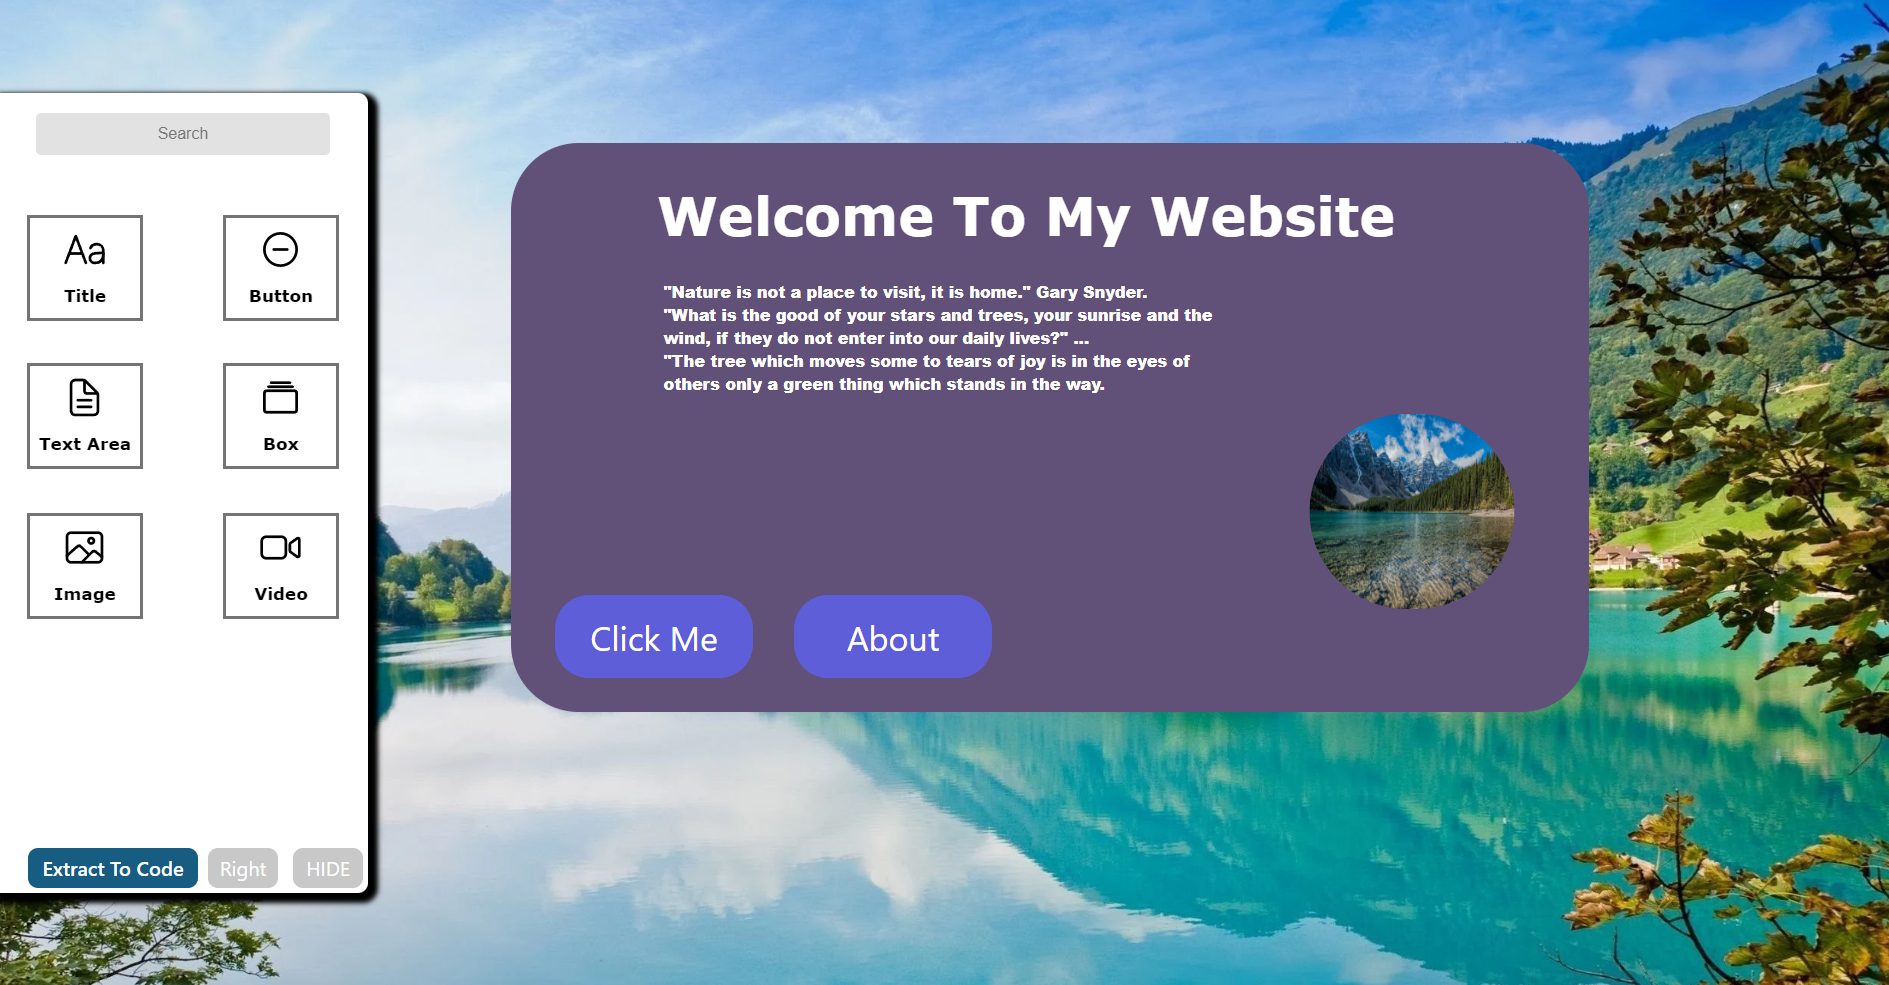 Search
Aa
Title
Button
Text Area
Box
Image
Video
Extract To Code
Right
HIDE
Welcome To My Website
"Nature is not a place to visit, it is home." Gary Snyder.
"What is the good of your stars and trees, your sunrise and the
wind, if they do not enter into our daily lives?" ...
"The tree which moves some to tears of joy is in the eyes of
others only a green thing which stands in the way.
Click Me
About